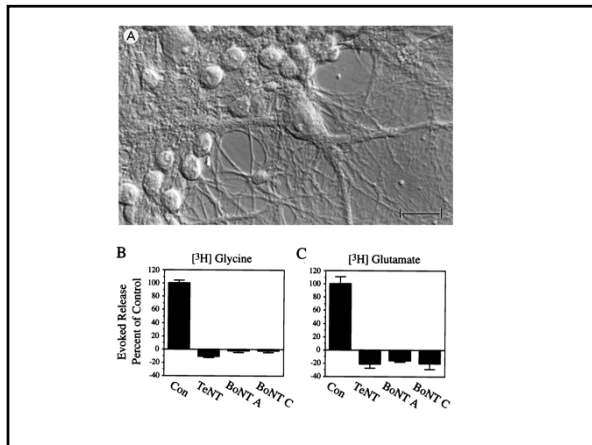 A
B
[³H] Glycine
Evoked Release
Percent of Control
120
100
80
60
40
20
0
-20
-40
Con
TeNT
BoNT A
BoNT C
C
[³H] Glutamate
120
100
80
60
40
20
0
-20
-40
Con
TeNT
BoNT A
BoNT C